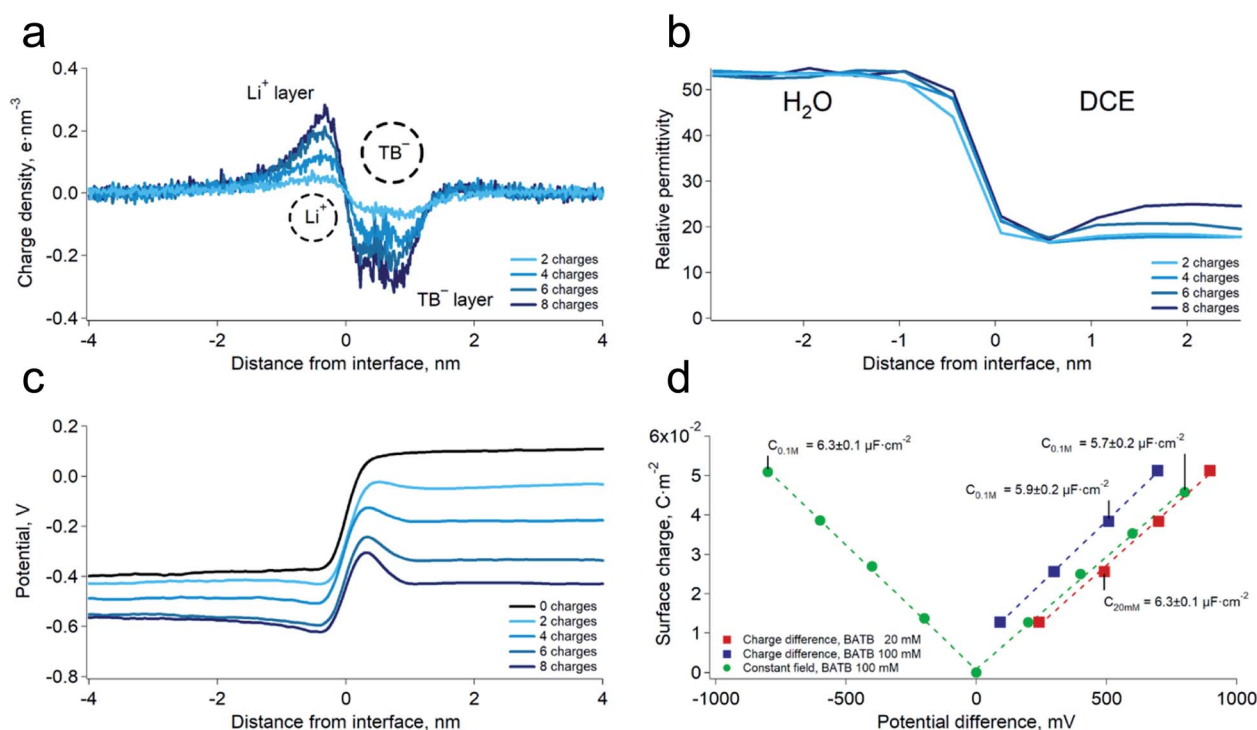 a
0.4
0.2
0.0
-0.2
-0.4
Charge density, e·nm⁻³
Li⁺ layer
TB⁻
Li⁺
TB⁻ layer
2 charges
4 charges
6 charges
8 charges
-4
-2
0
2
4
Distance from interface, nm
b
50
40
30
20
10
0
Relative permittivity
H₂O
DCE
2 charges
4 charges
6 charges
8 charges
-2
-1
0
1
2
Distance from interface, nm
c
0.2
0.0
-0.2
-0.4
-0.6
-0.8
Potential, V
0 charges
2 charges
4 charges
6 charges
8 charges
-4
-2
0
2
4
Distance from interface, nm
d
6x10⁻²
5
4
3
2
1
0
Surface charge, C·m⁻²
C₀.₁M = 6.3±0.1 µF·cm⁻²
C₀.₁M = 5.7±0.2 µF·cm⁻²
C₀.₁M = 5.9±0.2 µF·cm⁻²
C₂₀mM = 6.3±0.1 µF·cm⁻²
Charge difference, BATB 20 mM
Charge difference, BATB 100 mM
Constant field, BATB 100 mM
-1000
-500
0
500
1000
Potential difference, mV